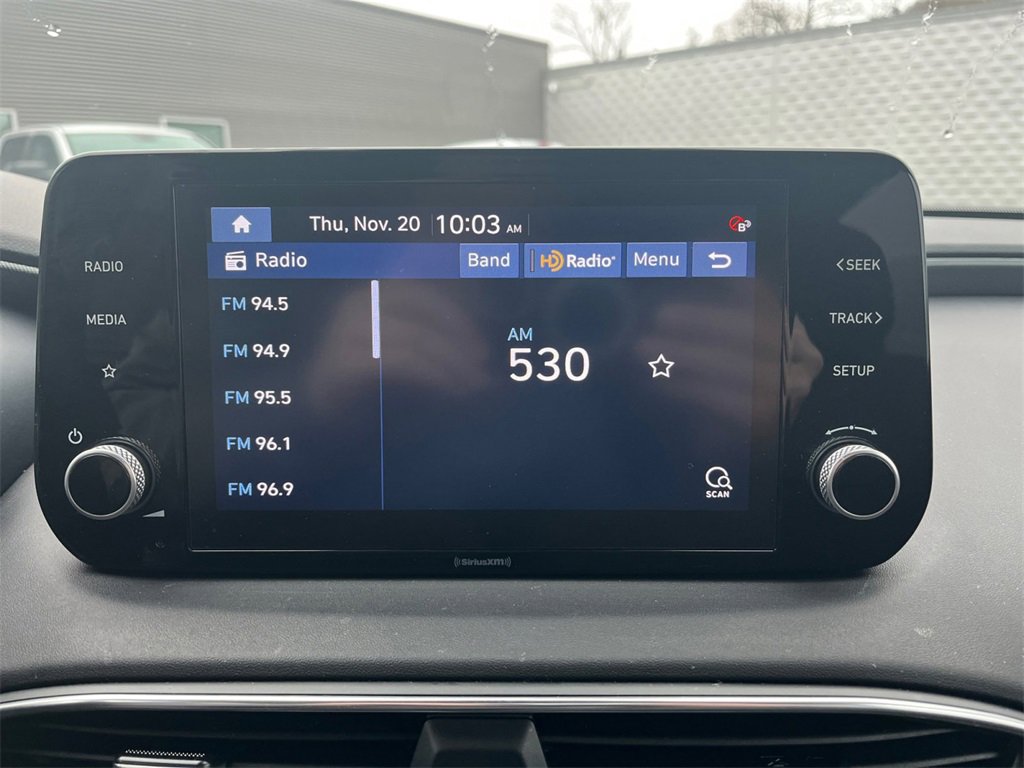 Thu, Nov. 20 10:03 AM
B
Radio Band HD Radio Menu
RADIO
MEDIA
FM 94.5
FM 94.9
FM 95.5
FM 96.1
FM 96.9
AM
530
SCAN
SEEK
TRACK
SETUP
((SiriusXM))